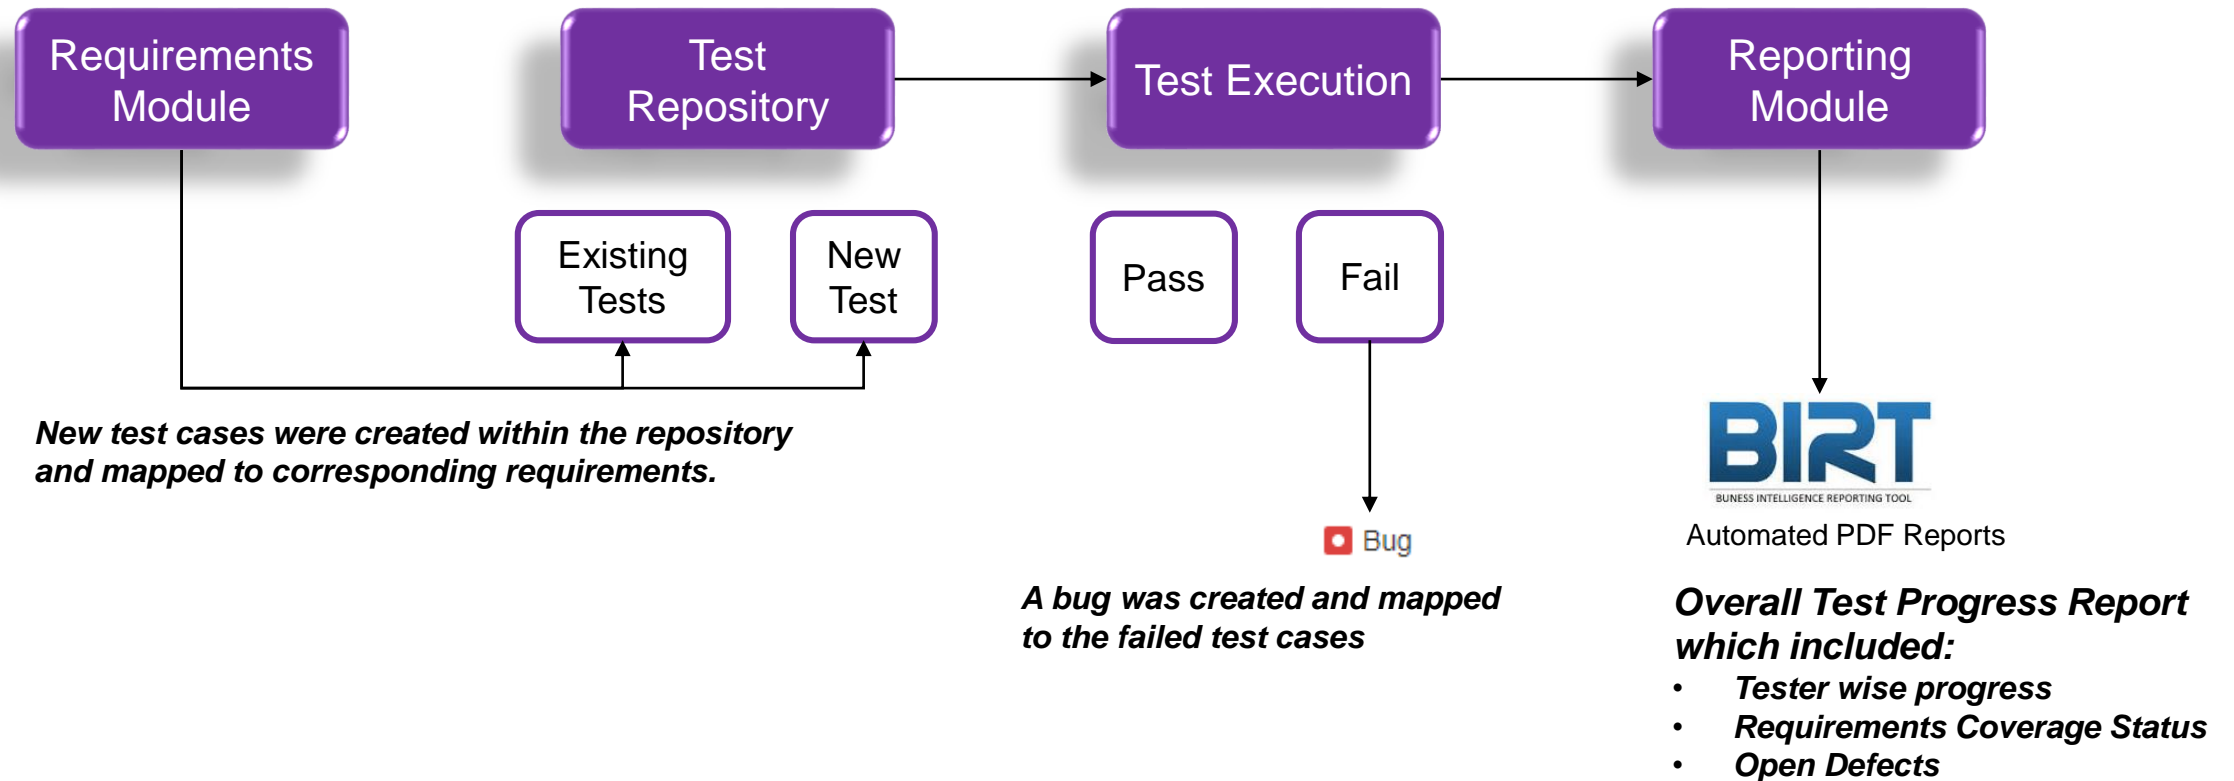 Requirements
Module
Test
Repository
Test Execution
Reporting
Module
Existing
Tests
New
Test
Pass
Fail
New test cases were created within the repository
and mapped to corresponding requirements.
Bug
A bug was created and mapped
to the failed test cases
BIRT
BUNESS INTELLIGENCE REPORTING TOOL
Automated PDF Reports
Overall Test Progress Report
which included:
• Tester wise progress
• Requirements Coverage Status
• Open Defects